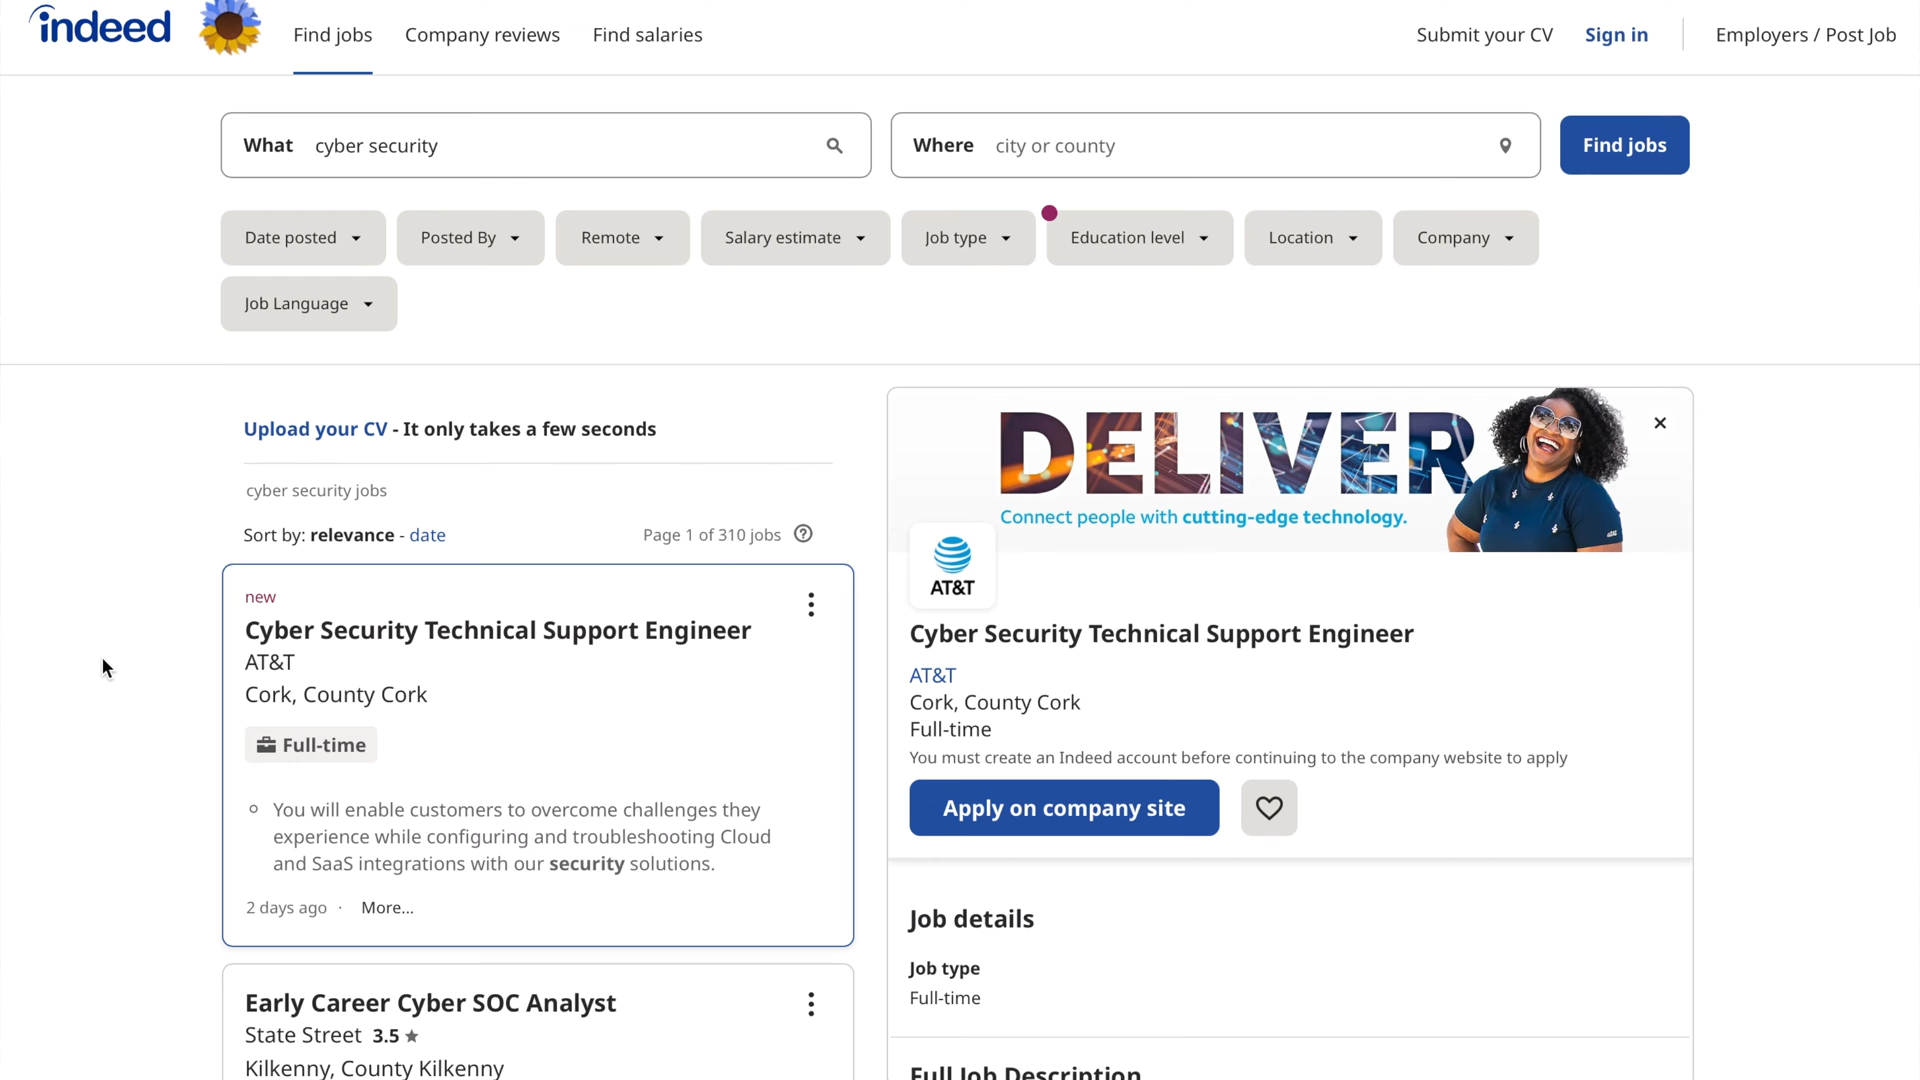 indeed
Find jobs
Company reviews
Find salaries
Submit your CV
Sign in
Employers / Post Job
What cyber security
Where city or county
Find jobs
Date posted
Posted By
Remote
Salary estimate
Job type
Education level
Location
Company
Job Language
Upload your CV - It only takes a few seconds
cyber security jobs
Sort by: relevance - date
Page 1 of 310 jobs
new
Cyber Security Technical Support Engineer
AT&T
Cork, County Cork
Full-time
You will enable customers to overcome challenges they
experience while configuring and troubleshooting Cloud
and SaaS integrations with our security solutions.
2 days ago · More...
Early Career Cyber SOC Analyst
State Street 3.5
Kilkenny, County Kilkenny
DELIVER
Connect people with cutting-edge technology.
AT&T
Cyber Security Technical Support Engineer
AT&T
Cork, County Cork
Full-time
You must create an Indeed account before continuing to the company website to apply
Apply on company site
Job details
Job type
Full-time
Full Job Description